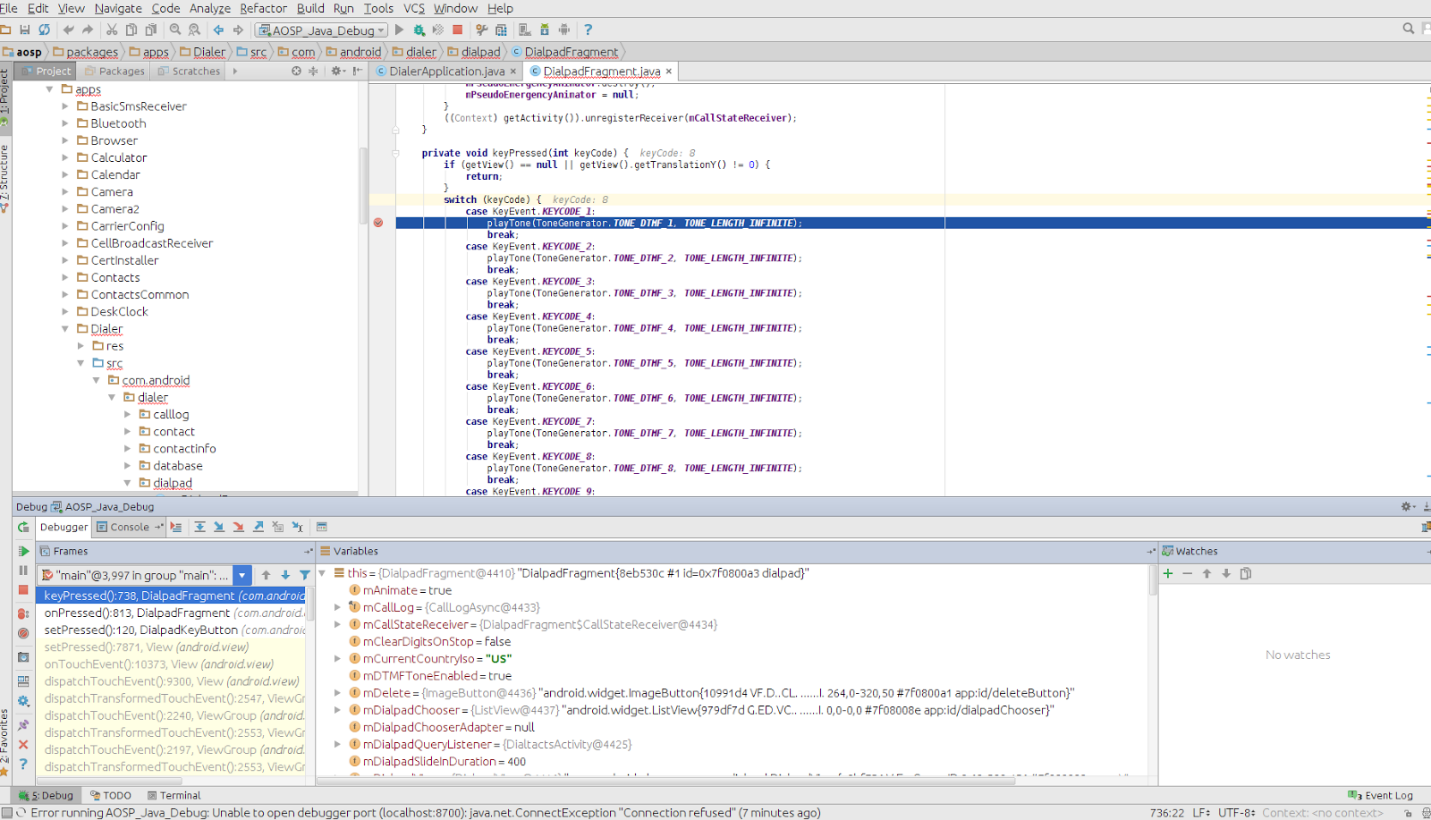 File Edit View Navigate Code Analyze Refactor Build Run Tools VCS Window Help
AOSP_Java_Debug
aosp packages apps Dialer src com android dialer dialpad DialpadFragment
1: Project
7: Structure
2: Favorites
Project Packages Scratches
DialerApplication.java DialpadFragment.java
apps
BasicSmsReceiver
Bluetooth
Browser
Calculator
Calendar
Camera
Camera2
CarrierConfig
CellBroadcastReceiver
CertInstaller
Contacts
ContactsCommon
DeskClock
Dialer
res
src
com.android
dialer
calllog
contact
contactinfo
database
dialpad
mPseudoEmergencyAnimator.destroy();
mPseudoEmergencyAnimator = null;
}
((Context) getActivity()).unregisterReceiver(mCallStateReceiver);
}
private void keyPressed(int keyCode) { keyCode: 8
if (getView() == null || getView().getTranslationY() != 0) {
return;
}
switch (keyCode) { keyCode: 8
case KeyEvent.KEYCODE_1:
playTone(ToneGenerator.TONE_DTMF_1, TONE_LENGTH_INFINITE);
break;
case KeyEvent.KEYCODE_2:
playTone(ToneGenerator.TONE_DTMF_2, TONE_LENGTH_INFINITE);
break;
case KeyEvent.KEYCODE_3:
playTone(ToneGenerator.TONE_DTMF_3, TONE_LENGTH_INFINITE);
break;
case KeyEvent.KEYCODE_4:
playTone(ToneGenerator.TONE_DTMF_4, TONE_LENGTH_INFINITE);
break;
case KeyEvent.KEYCODE_5:
playTone(ToneGenerator.TONE_DTMF_5, TONE_LENGTH_INFINITE);
break;
case KeyEvent.KEYCODE_6:
playTone(ToneGenerator.TONE_DTMF_6, TONE_LENGTH_INFINITE);
break;
case KeyEvent.KEYCODE_7:
playTone(ToneGenerator.TONE_DTMF_7, TONE_LENGTH_INFINITE);
break;
case KeyEvent.KEYCODE_8:
playTone(ToneGenerator.TONE_DTMF_8, TONE_LENGTH_INFINITE);
break;
case KeyEvent.KEYCODE_9:
Debug AOSP_Java_Debug
Debugger Console
Frames
"main"@3,997 in group "main": ...
keyPressed():738, DialpadFragment (com.android
onPressed():813, DialpadFragment (com.android.
setPressed():120, DialpadKeyButton (com.androi
setPressed():7871, View (android.view)
onTouchEvent():10373, View (android.view)
dispatchTouchEvent():9300, View (android.view)
dispatchTransformedTouchEvent():2547, ViewGr
dispatchTouchEvent():2240, ViewGroup (android
dispatchTransformedTouchEvent():2553, ViewGr
dispatchTouchEvent():2197, ViewGroup (android
dispatchTransformedTouchEvent():2553, ViewGr
Variables
this = {DialpadFragment@4410} "DialpadFragment{8eb530c #1 id=0x7f0800a3 dialpad}"
mAnimate = true
mCallLog = {CallLogAsync@4433}
mCallStateReceiver = {DialpadFragment$CallStateReceiver@4434}
mClearDigitsOnStop = false
mCurrentCountryIso = "US"
mDTMFToneEnabled = true
mDelete = {ImageButton@4436} "android.widget.ImageButton{10991d4 VF.D..CL. ......I. 264,0-320,50 #7f0800a1 app:id/deleteButton}"
mDialpadChooser = {ListView@4437} "android.widget.ListView{979df7d G.ED.VC.. ......I. 0,0-0,0 #7f08008e app:id/dialpadChooser}"
mDialpadChooserAdapter = null
mDialpadQueryListener = {DialtactsActivity@4425}
mDialpadSlideInDuration = 400
Watches
No watches
5: Debug TODO Terminal
3 Event Log
Error running AOSP_Java_Debug: Unable to open debugger port (localhost:8700): java.net.ConnectException "Connection refused" (7 minutes ago)
736:22 LF UTF-8 Context: <no context>